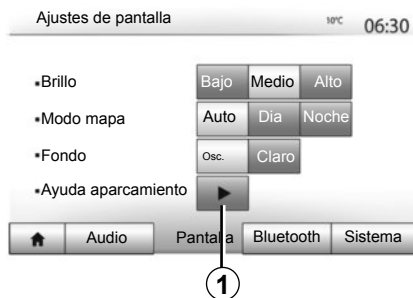 Ajustes de pantalla 10°C 06:30
▪Brillo Bajo Medio Alto
▪Modo mapa Auto Dia Noche
▪Fondo Osc. Claro
▪Ayuda aparcamiento
Audio Pantalla Bluetooth Sistema
1